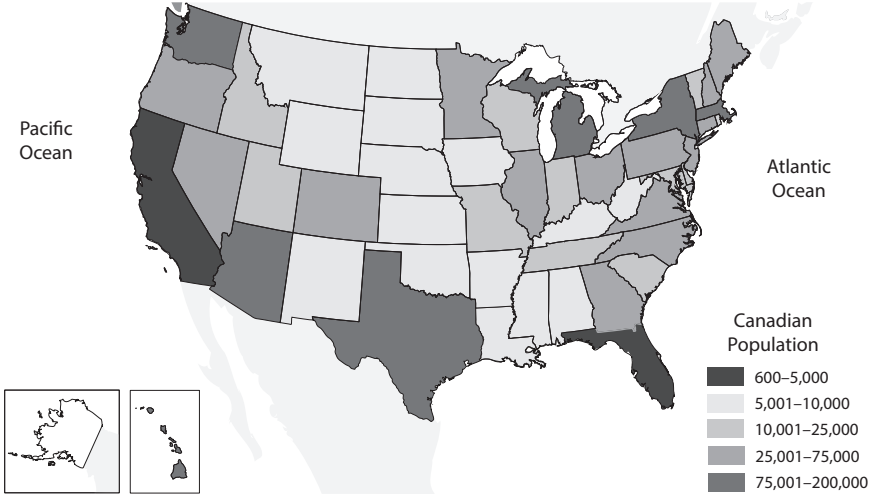 Pacific
Ocean
Atlantic
Ocean
Canadian
Population
600–5,000
5,001–10,000
10,001–25,000
25,001–75,000
75,001–200,000